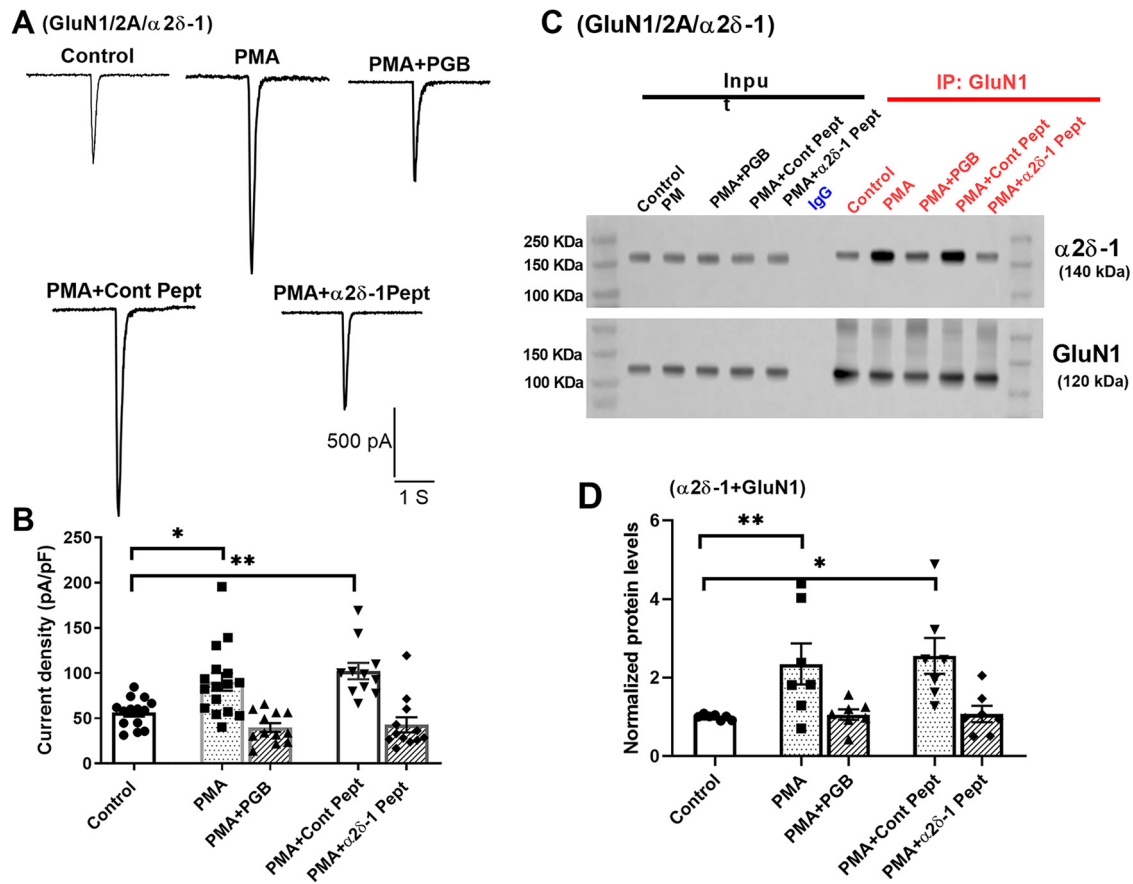 A (GluN1/2A/α2δ-1)
Control
PMA
PMA+PGB
PMA+Cont Pept
PMA+α2δ-1Pept
500 pA
1 S
B
*
**
Current density (pA/pF)
250
200
150
100
50
0
Control
PMA
PMA+PGB
PMA+Cont Pept
PMA+α2δ-1 Pept
C (GluN1/2A/α2δ-1)
Inpu
t
IP: GluN1
Control
PM
PMA+PGB
PMA+Cont Pept
PMA+α2δ-1 Pept
IgG
Control
PMA
PMA+PGB
PMA+Cont Pept
PMA+α2δ-1 Pept
250 KDa
150 KDa
100 KDa
α2δ-1
(140 kDa)
150 KDa
100 KDa
GluN1
(120 kDa)
D
(α2δ-1+GluN1)
**
*
Normalized protein levels
6
4
2
0
Control
PMA
PMA+PGB
PMA+Cont Pept
PMA+α2δ-1 Pept